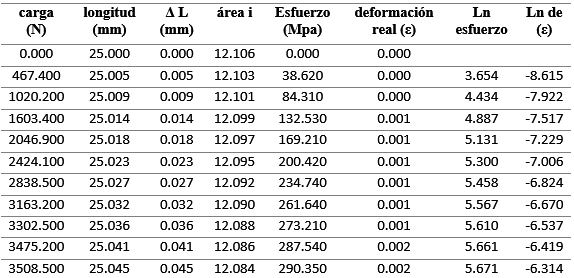 carga (N) longitud (mm) Δ L (mm) área i Esfuerzo (Mpa) deformación real (ε) Ln esfuerzo Ln de (ε)
0.000 25.000 0.000 12.106 0.000 0.000
467.400 25.005 0.005 12.103 38.620 0.000 3.654 -8.615
1020.200 25.009 0.009 12.101 84.310 0.000 4.434 -7.922
1603.400 25.014 0.014 12.099 132.530 0.001 4.887 -7.517
2046.900 25.018 0.018 12.097 169.210 0.001 5.131 -7.229
2424.100 25.023 0.023 12.095 200.420 0.001 5.300 -7.006
2838.500 25.027 0.027 12.092 234.740 0.001 5.458 -6.824
3163.200 25.032 0.032 12.090 261.640 0.001 5.567 -6.670
3302.500 25.036 0.036 12.088 273.210 0.001 5.610 -6.537
3475.200 25.041 0.041 12.086 287.540 0.002 5.661 -6.419
3508.500 25.045 0.045 12.084 290.350 0.002 5.671 -6.314